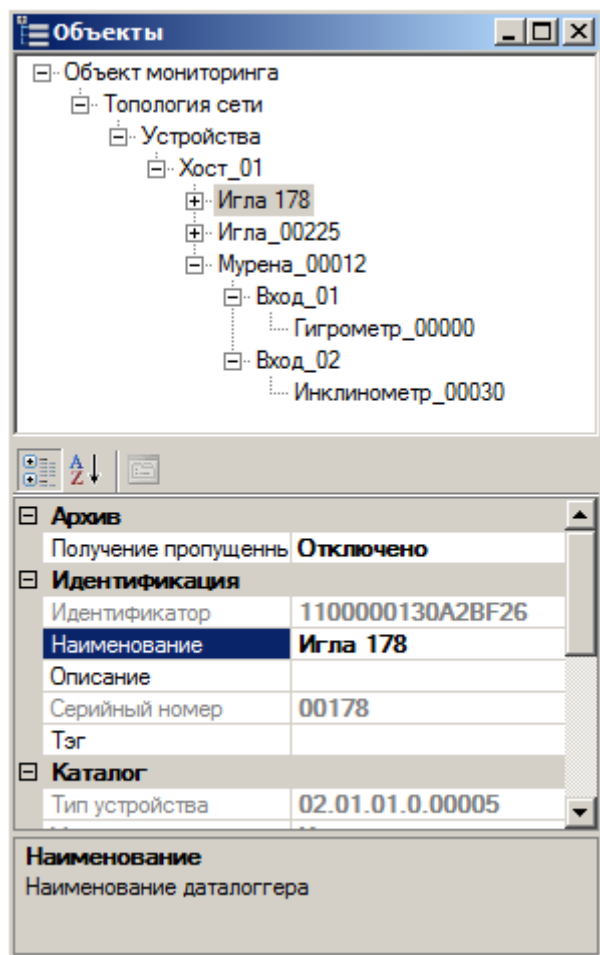 Объекты
Объект мониторинга
Топология сети
Устройства
Хост_01
Игла 178
Игла_00225
Мурена_00012
Вход_01
Гигрометр_00000
Вход_02
Инклинометр_00030
Архив
Получение пропущеннь Отключено
Идентификация
Идентификатор 1100000130A2BF26
Наименование Игла 178
Описание
Серийный номер 00178
Тэг
Каталог
Тип устройства 02.01.01.0.00005
Наименование
Наименование даталоггера